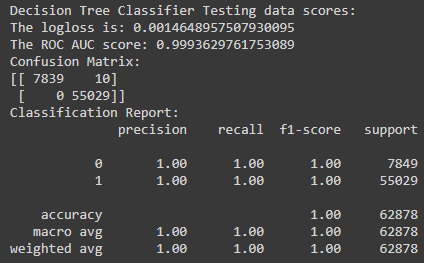 Decision Tree Classifier Testing data scores:
The logloss is: 0.0014648957507930095
The ROC AUC score: 0.9993629761753089
Confusion Matrix:
[[ 7839    10]
 [    0 55029]]
Classification Report:
              precision    recall  f1-score   support

           0       1.00      1.00      1.00      7849
           1       1.00      1.00      1.00     55029

    accuracy                           1.00     62878
   macro avg       1.00      1.00      1.00     62878
weighted avg       1.00      1.00      1.00     62878